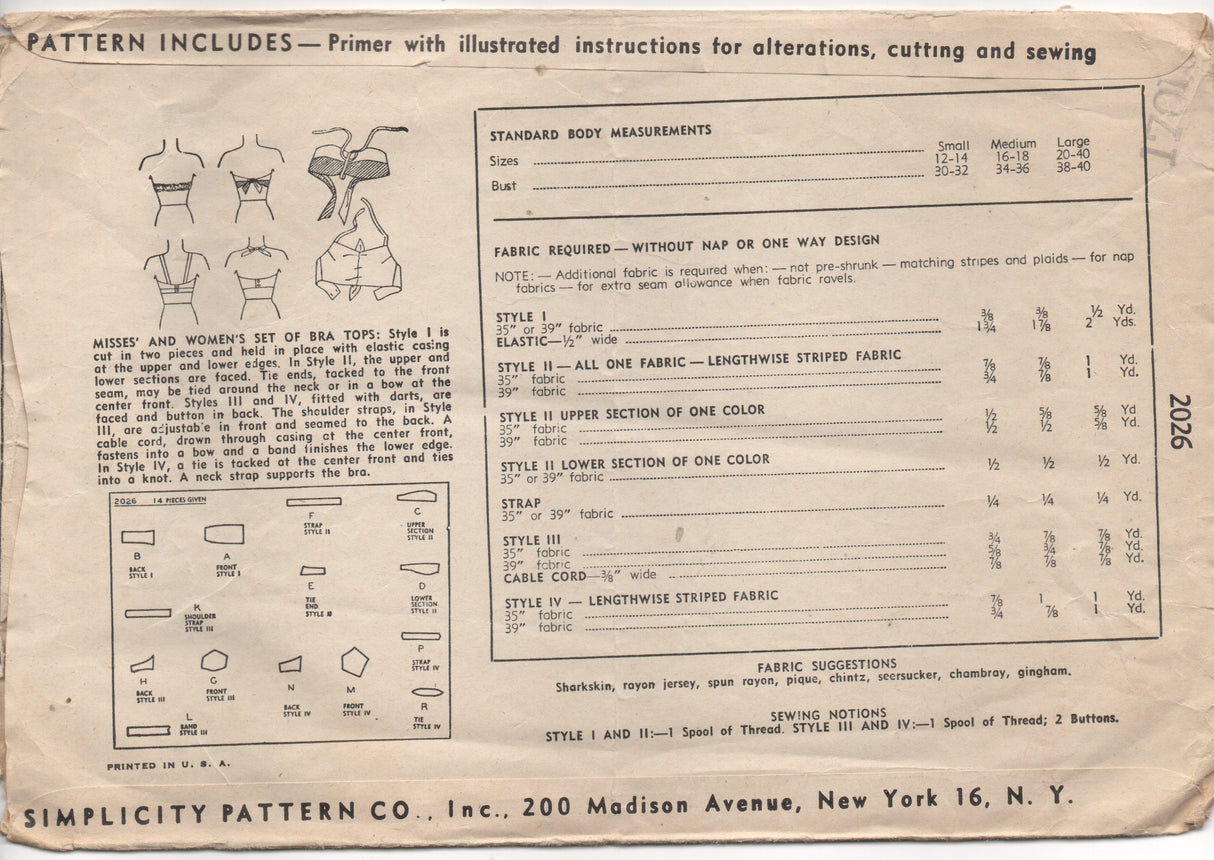 PATTERN INCLUDES — Primer with illustrated instructions for alterations, cutting and sewing
MISSES' AND WOMEN'S SET OF BRA TOPS: Style I is
cut in two pieces and held in place with elastic casing
at the upper and lower edges. In Style II, the upper and
lower sections are faced. Tie ends, tacked to the front
seam, may be tied around the neck or in a bow at the
center front. Styles III and IV, fitted with darts, are
faced and button in back. The shoulder straps, in Style
III, are adjustable in front and seamed to the back. A
cable cord, drawn through casing at the center front,
fastens into a bow and a band finishes the lower edge.
In Style IV, a tie is tacked at the center front and ties
into a knot. A neck strap supports the bra.
2026 14 PIECES GIVEN
B
BACK
STYLE I
A
FRONT
STYLE I
F
STRAP
STYLE II
C
UPPER
SECTION
STYLE II
E
TIE
END
STYLE II
D
LOWER
SECTION
STYLE II
K
SHOULDER
STRAP
STYLE III
P
STRAP
STYLE IV
H
BACK
STYLE III
G
FRONT
STYLE III
N
BACK
STYLE IV
M
FRONT
STYLE IV
R
TIE
STYLE IV
L
BAND
STYLE III
PRINTED IN U. S. A.
STANDARD BODY MEASUREMENTS
Small Medium Large
Sizes 12-14 16-18 20-40
Bust 30-32 34-36 38-40
FABRIC REQUIRED — WITHOUT NAP OR ONE WAY DESIGN
NOTE: — Additional fabric is required when: — not pre-shrunk — matching stripes and plaids — for nap
fabrics — for extra seam allowance when fabric ravels.
STYLE I
35" or 39" fabric ⅜ ⅜ ½ Yd.
ELASTIC—½" wide 1¾ 1⅞ 2 Yds.
STYLE II — ALL ONE FABRIC — LENGTHWISE STRIPED FABRIC
35" fabric ⅞ ⅞ 1 Yd.
39" fabric ¾ ⅞ 1 Yd.
STYLE II UPPER SECTION OF ONE COLOR
35" fabric ½ ⅝ ⅝ Yd
39" fabric ½ ½ ⅝ Yd.
STYLE II LOWER SECTION OF ONE COLOR
35" or 39" fabric ½ ½ ½ Yd.
STRAP
35" or 39" fabric ¼ ¼ ¼ Yd.
STYLE III
35" fabric ¾ ⅞ ⅞ Yd.
39" fabric ⅝ ¾ ⅞ Yd.
CABLE CORD—⅜" wide ⅞ ⅞ ⅞ Yd.
STYLE IV — LENGTHWISE STRIPED FABRIC
35" fabric ⅞ 1 1 Yd.
39" fabric ¾ ⅞ 1 Yd.
2026
FABRIC SUGGESTIONS
Sharkskin, rayon jersey, spun rayon, pique, chintz, seersucker, chambray, gingham.
SEWING NOTIONS
STYLE I AND II:—1 Spool of Thread. STYLE III AND IV:—1 Spool of Thread; 2 Buttons.
SIMPLICITY PATTERN CO., Inc., 200 Madison Avenue, New York 16, N. Y.